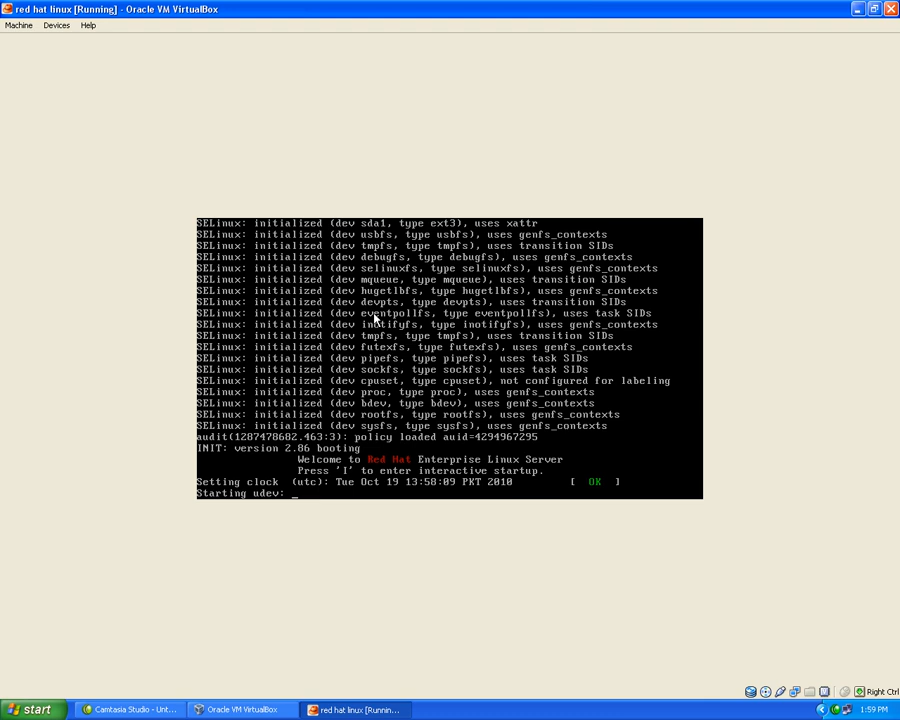 red hat linux [Running] - Oracle VM VirtualBox
Machine Devices Help
SELinux: initialized (dev sda1, type ext3), uses xattr
SELinux: initialized (dev usbfs, type usbfs), uses genfs_contexts
SELinux: initialized (dev tmpfs, type tmpfs), uses transition SIDs
SELinux: initialized (dev debugfs, type debugfs), uses genfs_contexts
SELinux: initialized (dev selinuxfs, type selinuxfs), uses genfs_contexts
SELinux: initialized (dev mqueue, type mqueue), uses transition SIDs
SELinux: initialized (dev hugetlbfs, type hugetlbfs), uses genfs_contexts
SELinux: initialized (dev devpts, type devpts), uses transition SIDs
SELinux: initialized (dev eventpollfs, type eventpollfs), uses task SIDs
SELinux: initialized (dev inotifyfs, type inotifyfs), uses genfs_contexts
SELinux: initialized (dev tmpfs, type tmpfs), uses transition SIDs
SELinux: initialized (dev futexfs, type futexfs), uses genfs_contexts
SELinux: initialized (dev pipefs, type pipefs), uses task SIDs
SELinux: initialized (dev sockfs, type sockfs), uses task SIDs
SELinux: initialized (dev cpuset, type cpuset), not configured for labeling
SELinux: initialized (dev proc, type proc), uses genfs_contexts
SELinux: initialized (dev bdev, type bdev), uses genfs_contexts
SELinux: initialized (dev rootfs, type rootfs), uses genfs_contexts
SELinux: initialized (dev sysfs, type sysfs), uses genfs_contexts
audit(1287478682.463:3): policy loaded auid=4294967295
INIT: version 2.86 booting
Welcome to Red Hat Enterprise Linux Server
Press 'I' to enter interactive startup.
Setting clock (utc): Tue Oct 19 13:58:09 PKT 2010 [ OK ]
Starting udev: _
Right Ctrl
start Camtasia Studio - Unt... Oracle VM VirtualBox red hat linux [Runnin... 1:59 PM